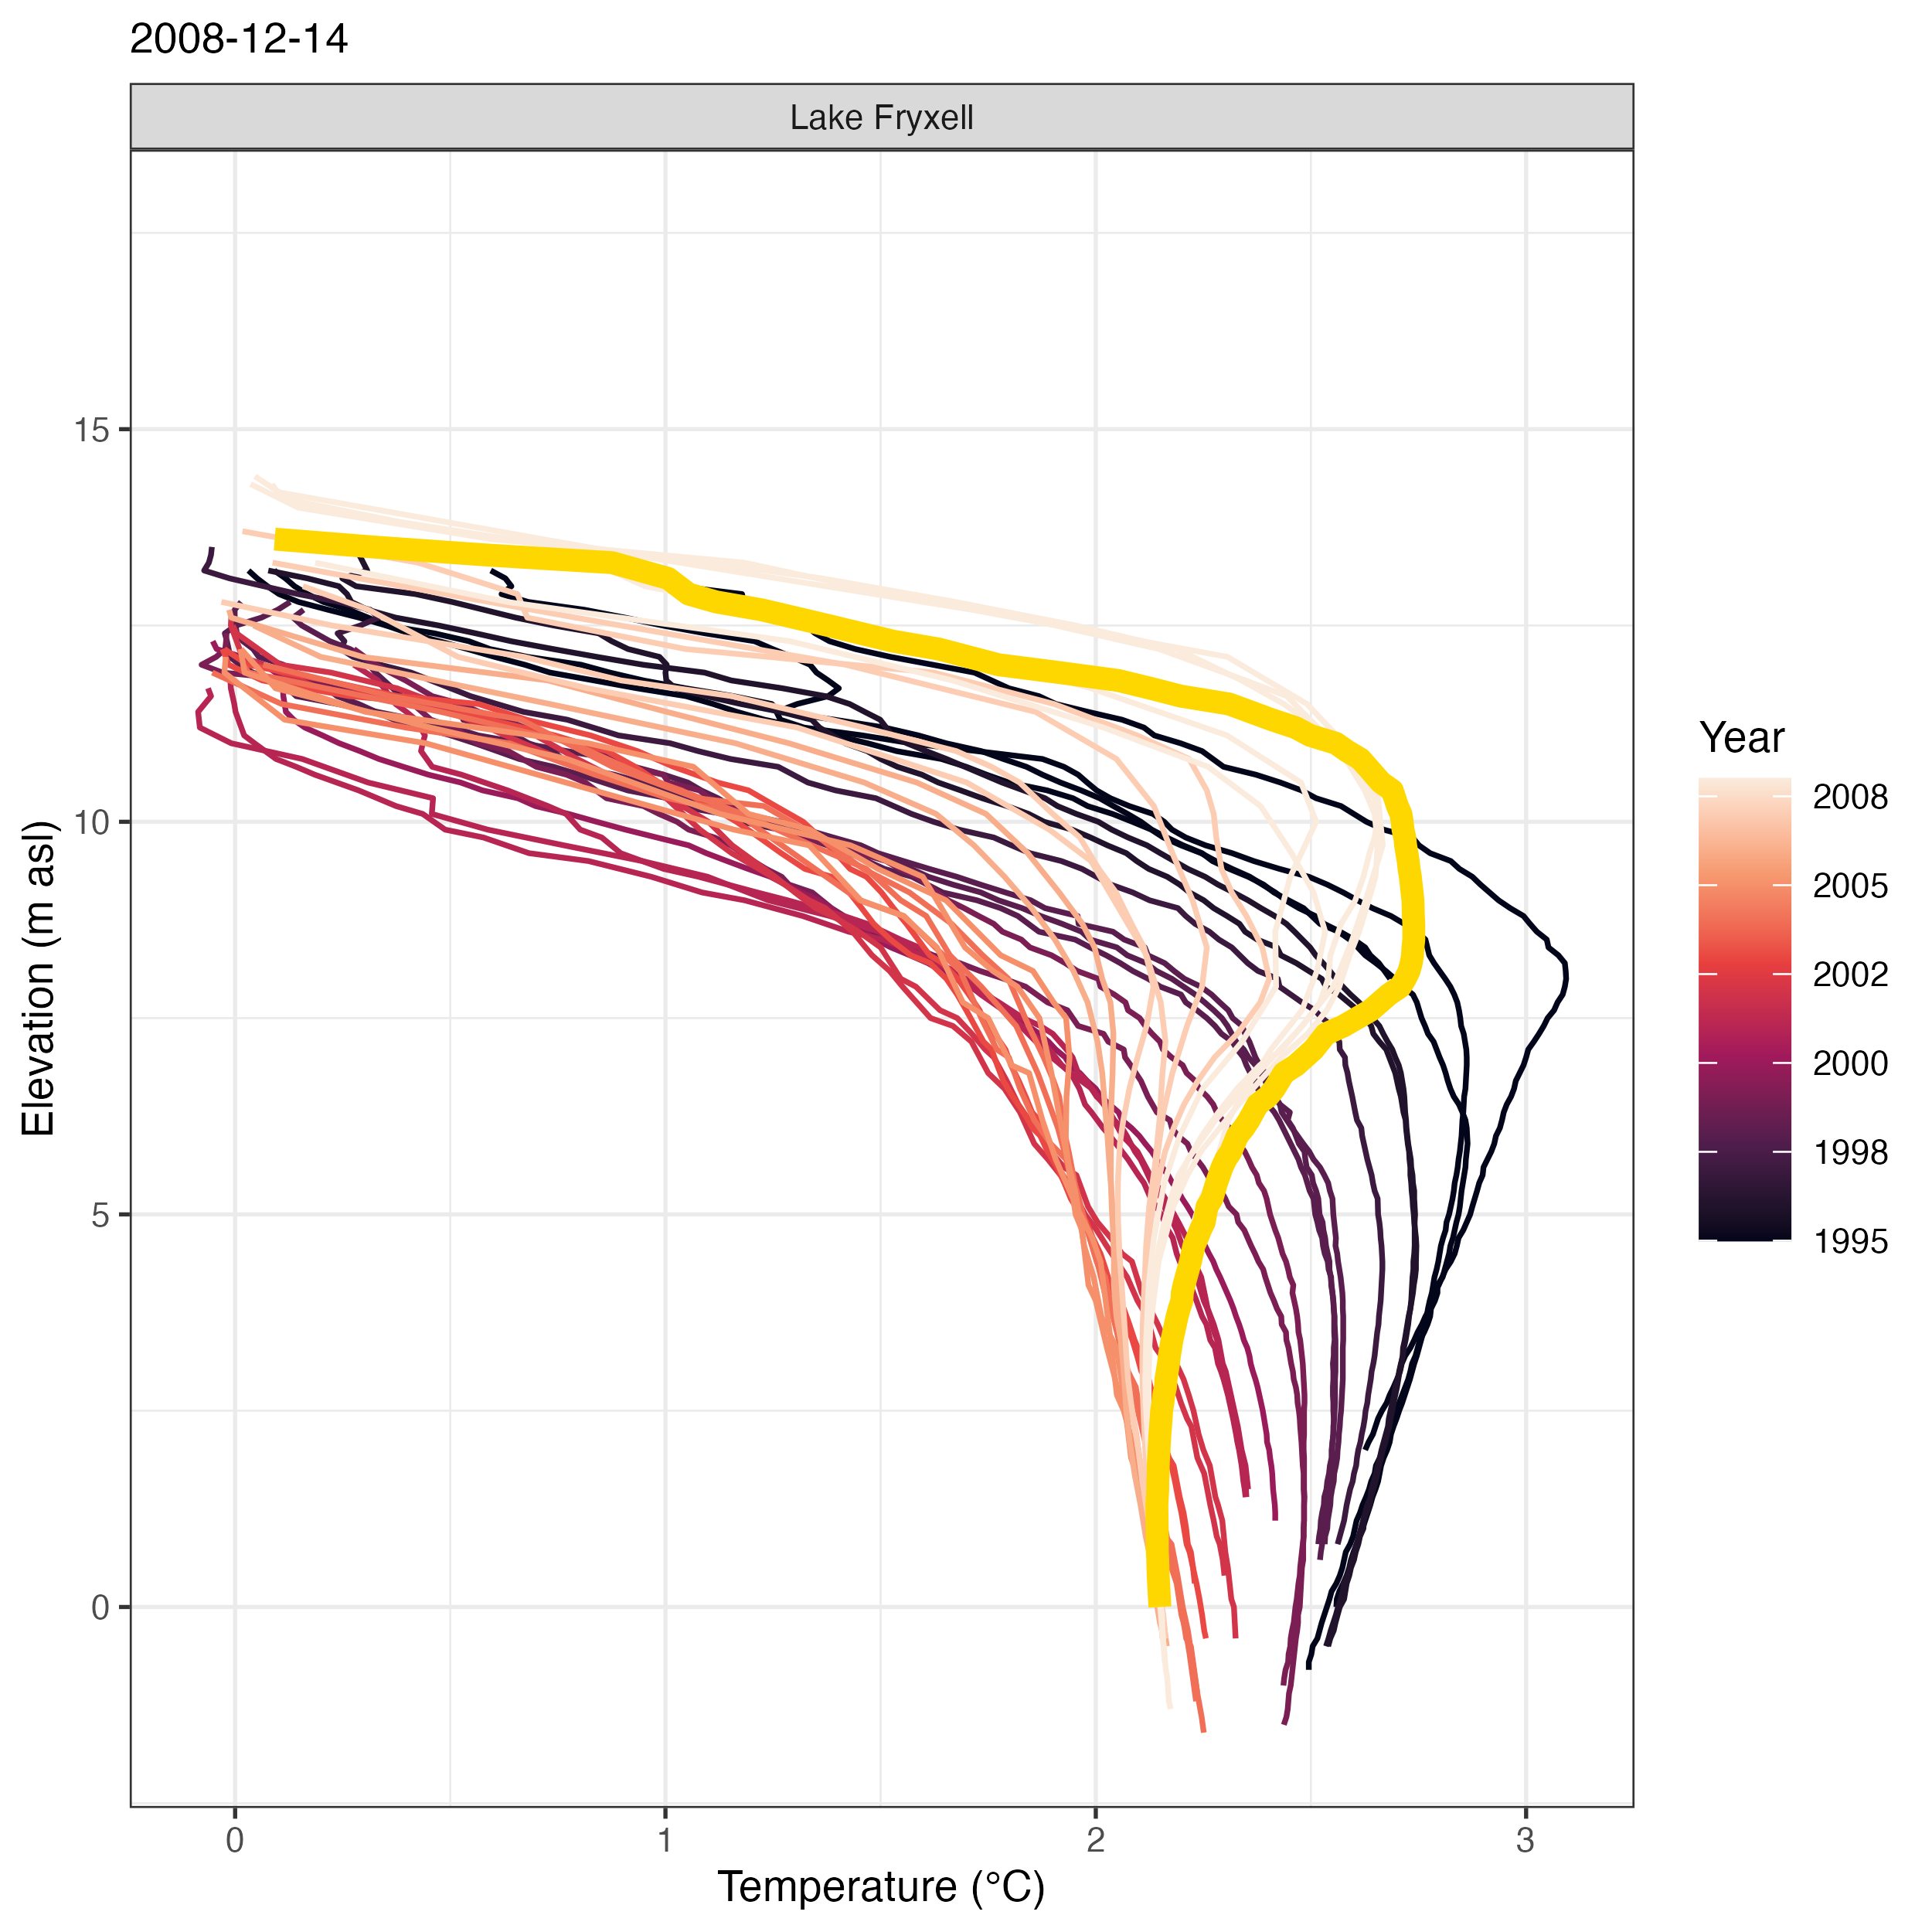 2008-12-14
Lake Fryxell
Elevation (m asl)
15
10
5
0
0 1 2 3
Temperature (°C)
Year
2008
2005
2002
2000
1998
1995